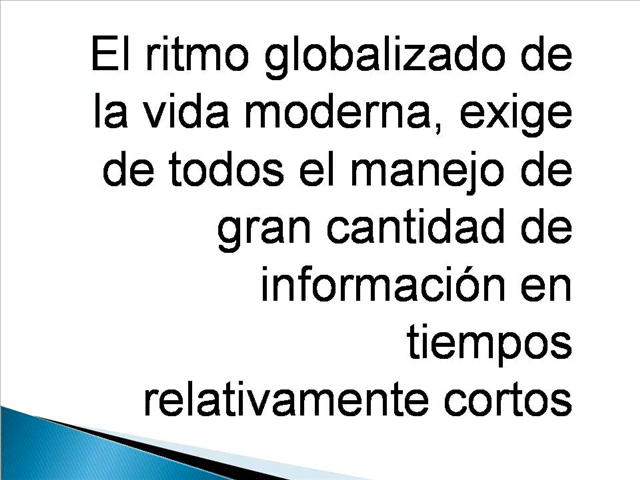 El ritmo globalizado de
la vida moderna, exige
de todos el manejo de
gran cantidad de
información en
tiempos
relativamente cortos